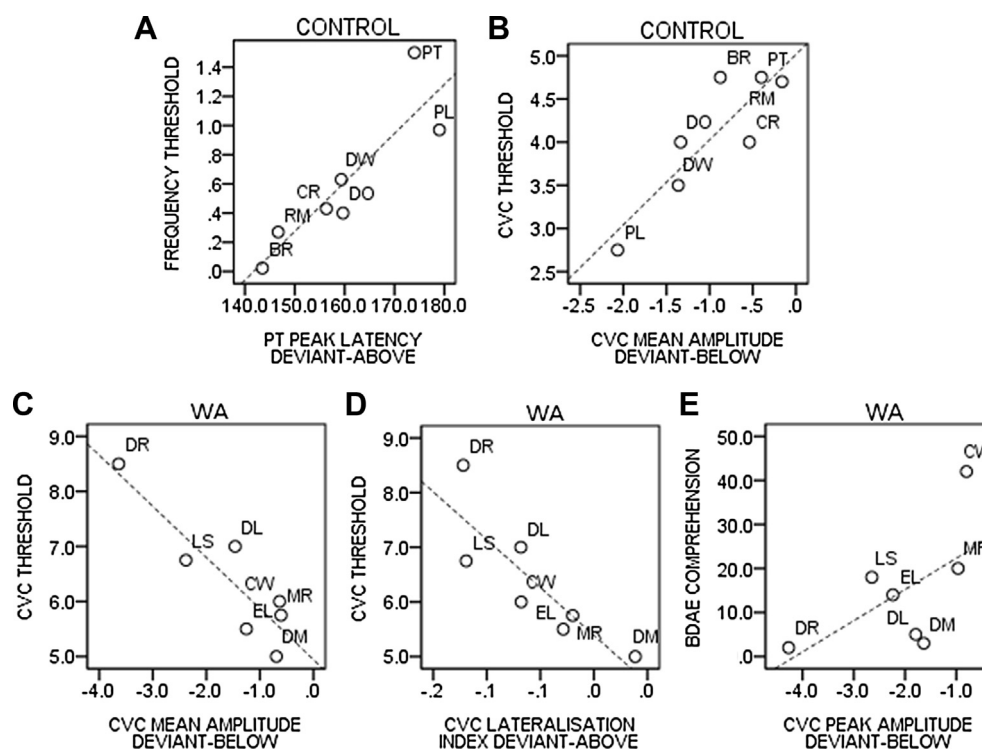 A
CONTROL
FREQUENCY THRESHOLD
1.4
1.2
1.0
.8
.6
.4
.2
.0
PT
PL
DW
CR
DO
RM
BR
140.0 150.0 160.0 170.0 180.0
PT PEAK LATENCY
DEVIANT-ABOVE
B
CONTROL
CVC THRESHOLD
5.0
4.5
4.0
3.5
3.0
2.5
BR PT
RM
DO CR
DW
PL
-2.5 -2.0 -1.5 -1.0 -.5 .0
CVC MEAN AMPLITUDE
DEVIANT-BELOW
C
WA
CVC THRESHOLD
9.0
8.0
7.0
6.0
5.0
DR
DL
LS
CW
MR
EL
DM
-4.0 -3.0 -2.0 -1.0 .0
CVC MEAN AMPLITUDE
DEVIANT-BELOW
D
WA
CVC THRESHOLD
9.0
8.0
7.0
6.0
5.0
DR
DL
LS
CW
EL
MR
DM
-.2 -.1 -.1 .0 .0
CVC LATERALISATION
INDEX DEVIANT-ABOVE
E
WA
BDAE COMPREHENSION
50.0
40.0
30.0
20.0
10.0
.0
CW
MR
LS
EL
DL
DM
DR
-4.0 -3.0 -2.0 -1.0
CVC PEAK AMPLITUDE
DEVIANT-BELOW